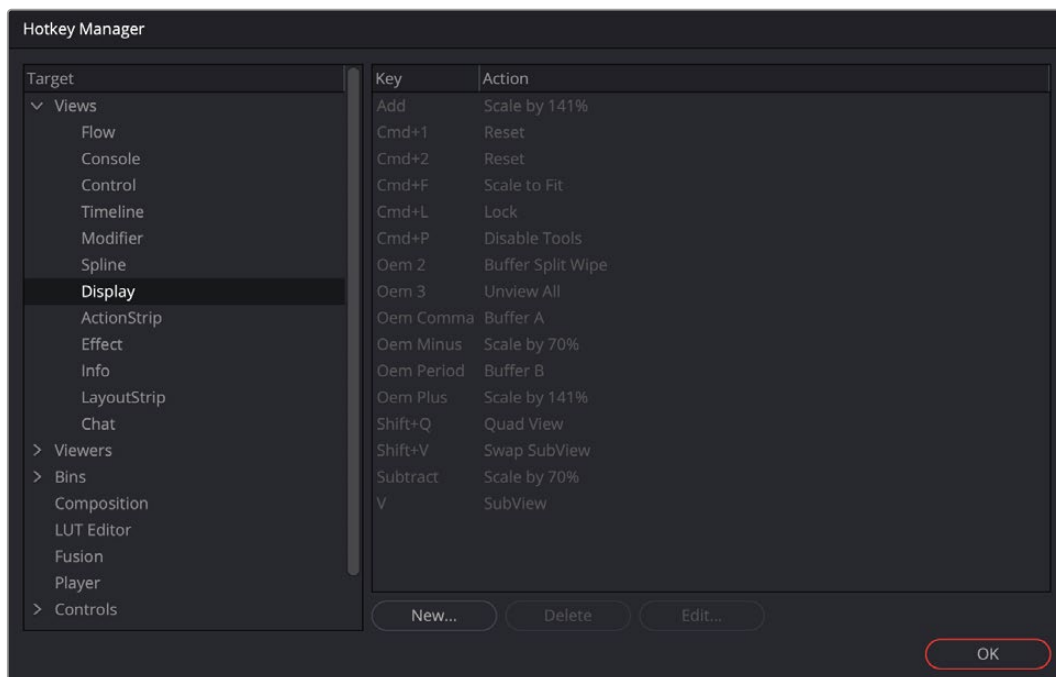 Hotkey Manager
Target
Views
Flow
Console
Control
Timeline
Modifier
Spline
Display
ActionStrip
Effect
Info
LayoutStrip
Chat
Viewers
Bins
Composition
LUT Editor
Fusion
Player
Controls
Key Action
Add Scale by 141%
Cmd+1 Reset
Cmd+2 Reset
Cmd+F Scale to Fit
Cmd+L Lock
Cmd+P Disable Tools
Oem 2 Buffer Split Wipe
Oem 3 Unview All
Oem Comma Buffer A
Oem Minus Scale by 70%
Oem Period Buffer B
Oem Plus Scale by 141%
Shift+Q Quad View
Shift+V Swap SubView
Subtract Scale by 70%
V SubView
New... Delete Edit...
OK